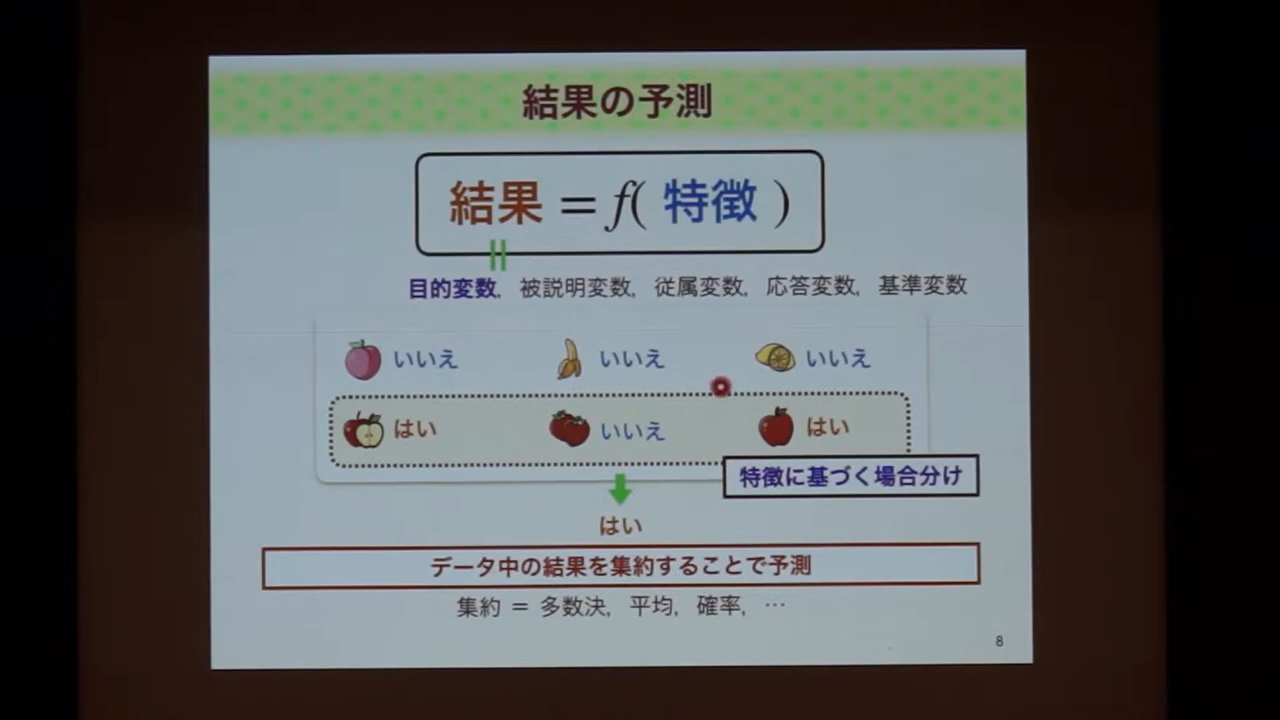 結果の予測
結果 = f( 特徴 )
目的変数, 被説明変数, 従属変数, 応答変数, 基準変数
いいえ いいえ いいえ
はい いいえ はい
特徴に基づく場合分け
はい
データ中の結果を集約することで予測
集約 = 多数決, 平均, 確率, …
8